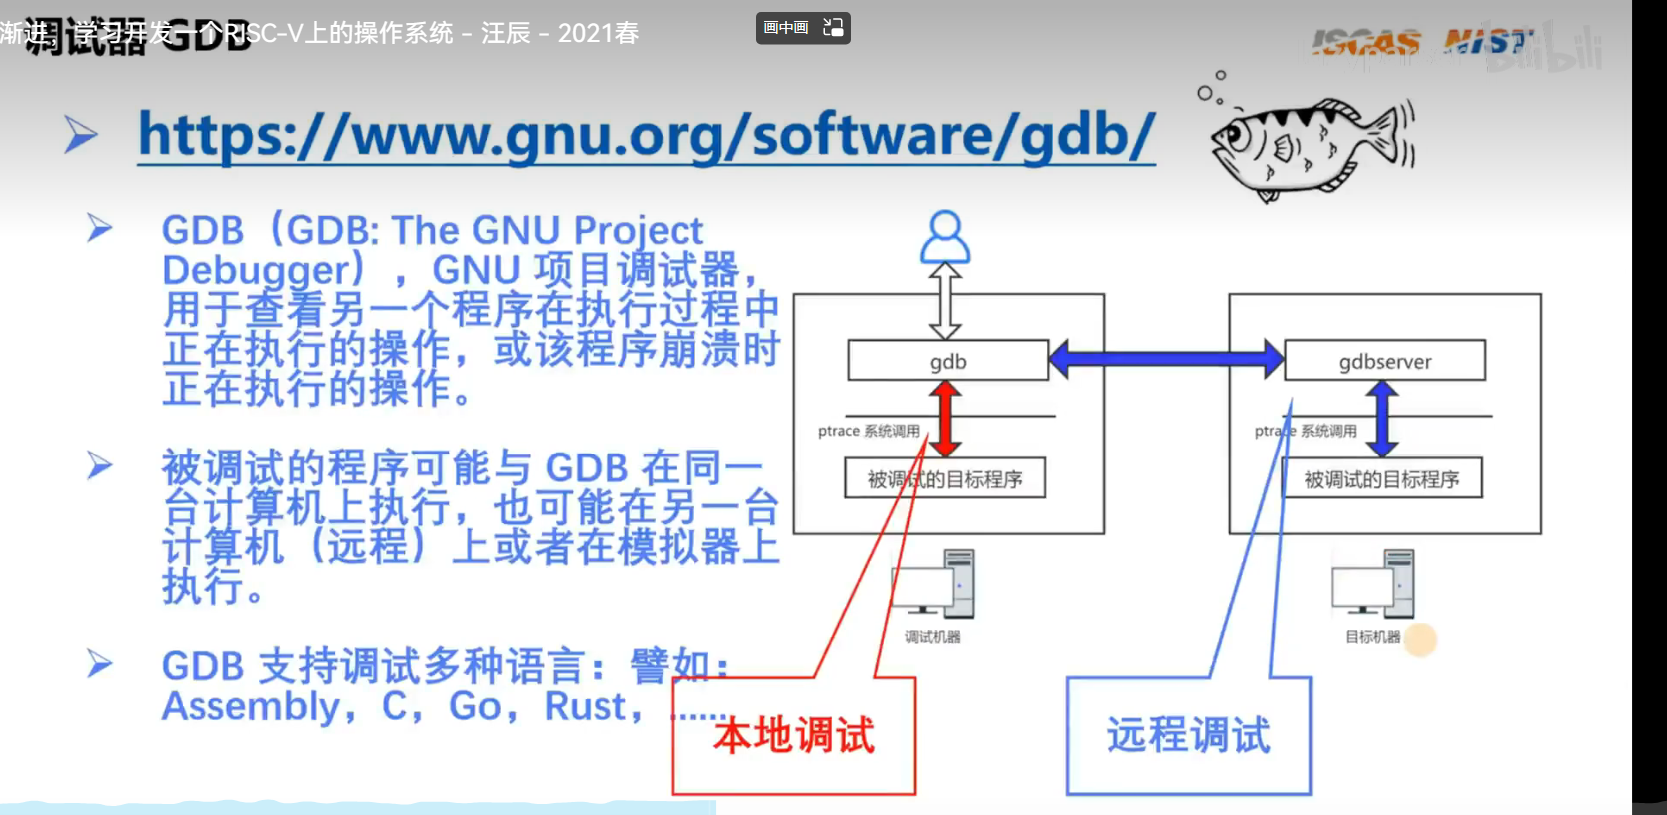 渐进，学习开发一个RISC-V上的操作系统 - 汪辰 - 2021春
调试器 GDB
画中画
ISCAS NIST
bilibili
https://www.gnu.org/software/gdb/
GDB（GDB: The GNU Project
Debugger），GNU 项目调试器，
用于查看另一个程序在执行过程中
正在执行的操作，或该程序崩溃时
正在执行的操作。
被调试的程序可能与 GDB 在同一
台计算机上执行，也可能在另一台
计算机（远程）上或者在模拟器上
执行。
GDB 支持调试多种语言：譬如：
Assembly，C，Go，Rust，......
gdb
ptrace 系统调用
被调试的目标程序
调试机器
本地调试
gdbserver
ptrace 系统调用
被调试的目标程序
目标机器
远程调试